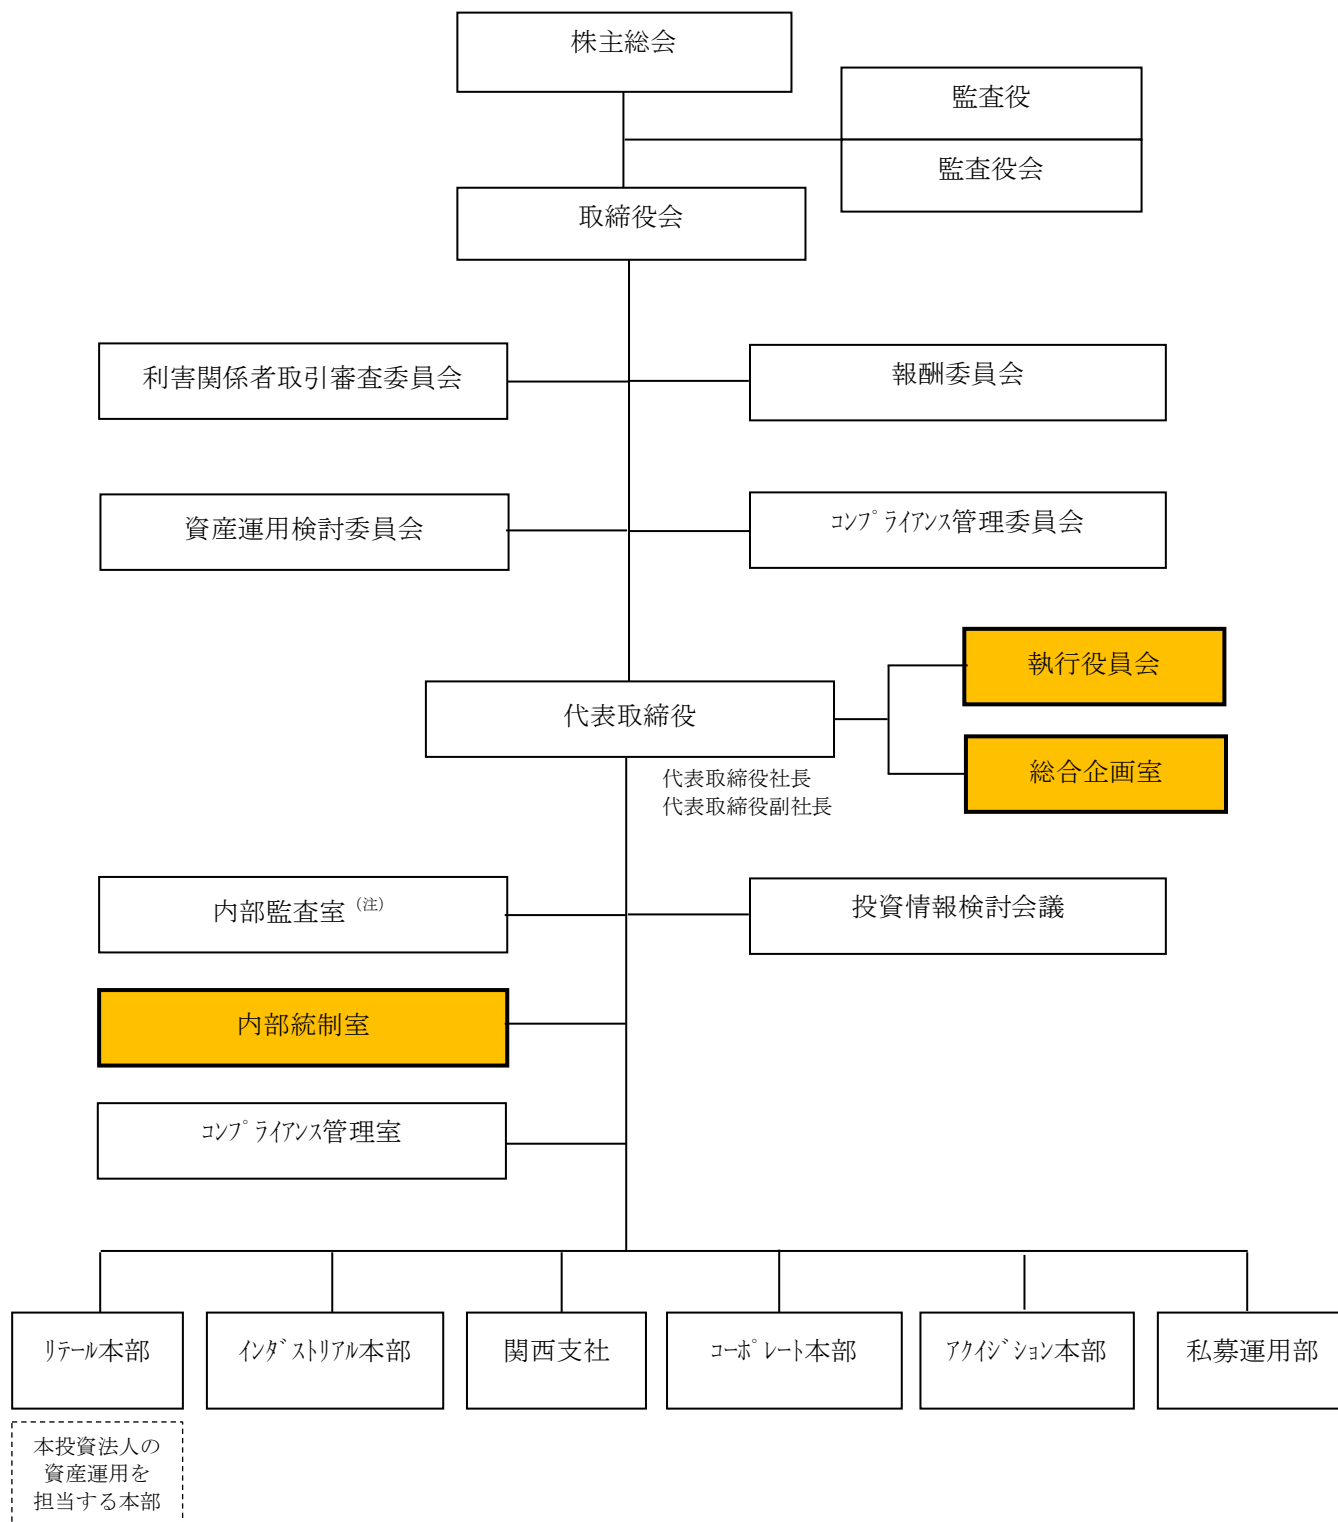 株主総会
監査役
監査役会
取締役会
利害関係者取引審査委員会
報酬委員会
資産運用検討委員会
ｺﾝﾌﾟﾗｲｱﾝｽ管理委員会
執行役員会
代表取締役
総合企画室
代表取締役社長
代表取締役副社長
内部監査室（注）
投資情報検討会議
内部統制室
ｺﾝﾌﾟﾗｲｱﾝｽ管理室
ﾘﾃｰﾙ本部
ｲﾝﾀﾞｽﾄﾘｱﾙ本部
関西支社
ｺｰﾎﾟﾚｰﾄ本部
ｱｸｲｼﾞｼｮﾝ本部
私募運用部
本投資法人の
資産運用を
担当する本部